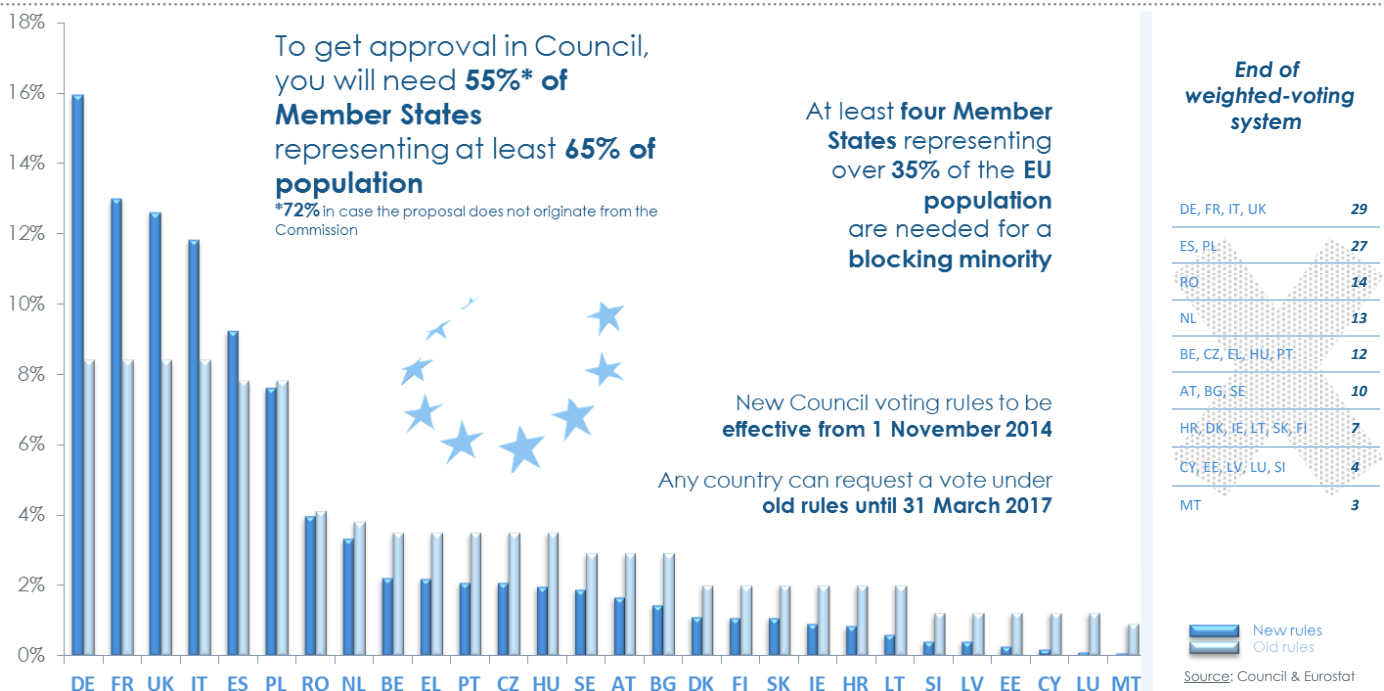 18%
16%
14%
12%
10%
8%
6%
4%
2%
0%
To get approval in Council,
you will need 55%* of
Member States
representing at least 65% of
population
*72% in case the proposal does not originate from the
Commission
At least four Member
States representing
over 35% of the EU
population
are needed for a
blocking minority
New Council voting rules to be
effective from 1 November 2014
Any country can request a vote under
old rules until 31 March 2017
DE FR UK IT ES PL RO NL BE EL PT CZ HU SE AT BG DK FI SK IE HR LT SI LV EE CY LU MT
End of
weighted-voting
system
DE, FR, IT, UK 29
ES, PL 27
RO 14
NL 13
BE, CZ, EL, HU, PT 12
AT, BG, SE 10
HR, DK, IE, LT, SK, FI 7
CY, EE, LV, LU, SI 4
MT 3
New rules
Old rules
Source: Council & Eurostat